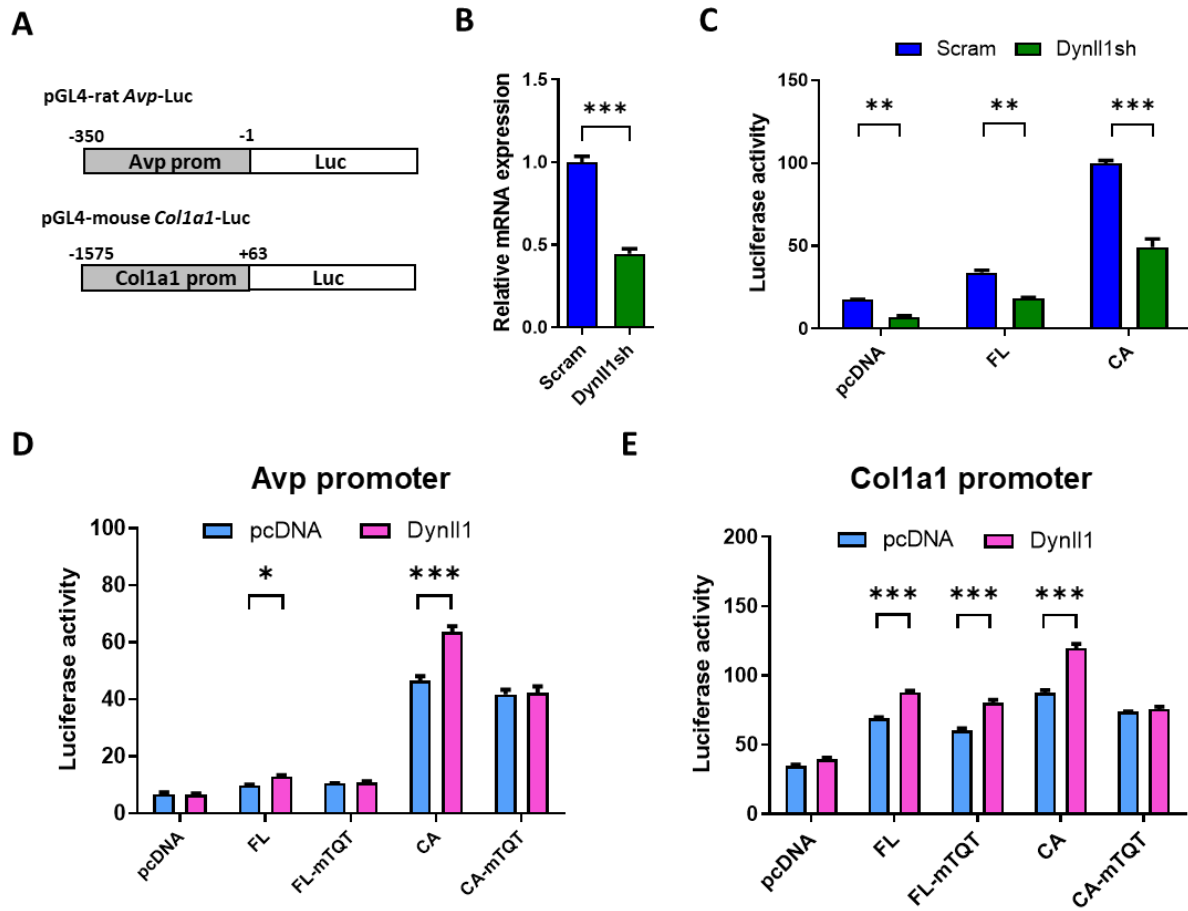 A
pGL4-rat Avp-Luc
-350 -1
Avp prom Luc
pGL4-mouse Col1a1-Luc
-1575 +63
Col1a1 prom Luc
B
Relative mRNA expression
1.5
1.0
0.5
0.0
***
Scram
Dynll1sh
C
Scram Dynll1sh
Luciferase activity
150
100
50
0
** ** ***
pcDNA FL CA
D
Avp promoter
pcDNA Dynll1
Luciferase activity
100
80
60
40
20
0
* ***
pcDNA FL FL-mTQT CA CA-mTQT
E
Col1a1 promoter
pcDNA Dynll1
Luciferase activity
200
150
100
50
0
*** *** ***
pcDNA FL FL-mTQT CA CA-mTQT